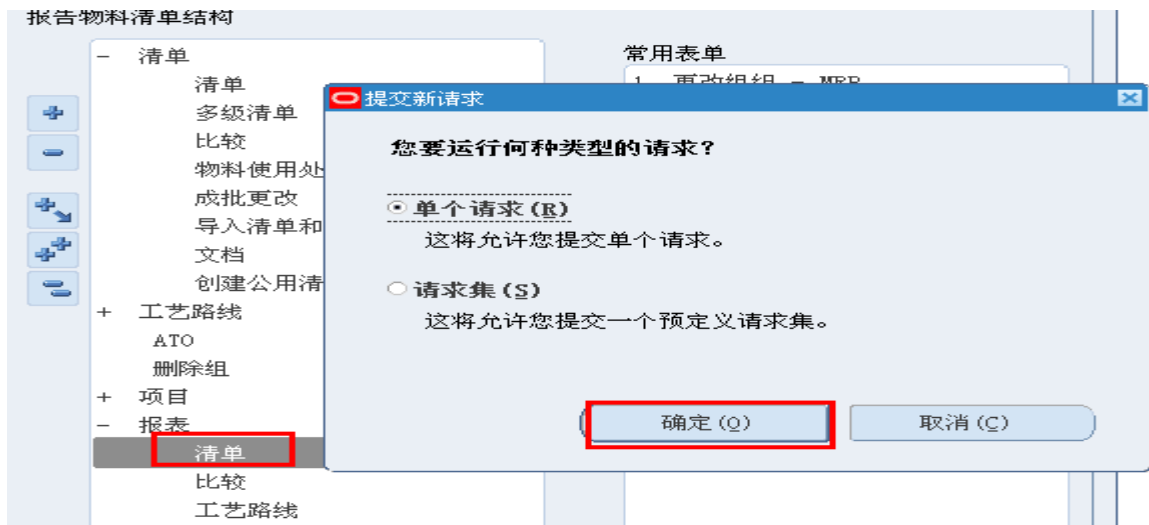 报告物料清单结构
- 清单
清单
多级清单
比较
物料使用处
成批更改
导入清单和
文档
创建公用清
+ 工艺路线
ATO
删除组
+ 项目
- 报表
清单
比较
工艺路线
常用表单
1 更改组组 - MRP
提交新请求
您要运行何种类型的请求?
单个请求(R)
这将允许您提交单个请求。
请求集(S)
这将允许您提交一个预定义请求集。
确定(O)
取消(C)